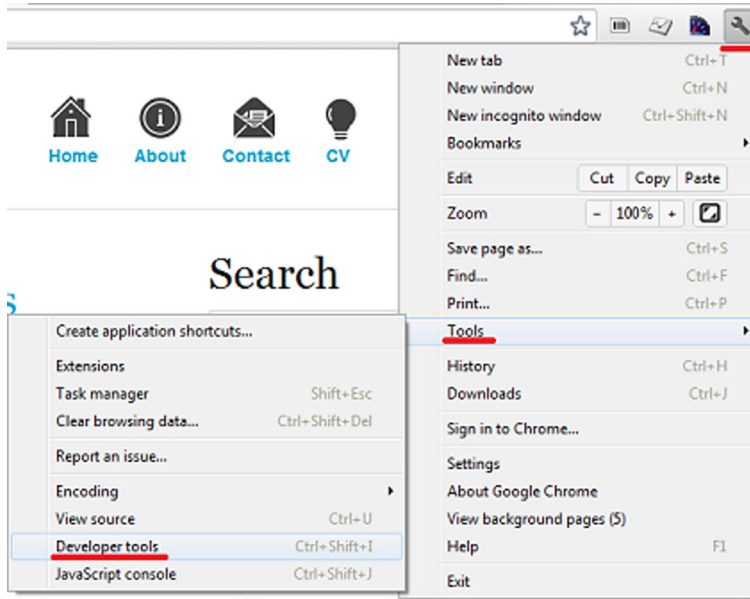 New tab Ctrl+T
New window Ctrl+N
New incognito window Ctrl+Shift+N
Bookmarks
Home About Contact CV
Edit Cut Copy Paste
Zoom - 100% +
Save page as... Ctrl+S
Search
Find... Ctrl+F
Print... Ctrl+P
s
Tools
History Ctrl+H
Downloads Ctrl+J
Sign in to Chrome...
Settings
About Google Chrome
View background pages (5)
Help F1
Exit
Create application shortcuts...
Extensions
Task manager Shift+Esc
Clear browsing data... Ctrl+Shift+Del
Report an issue...
Encoding
View source Ctrl+U
Developer tools Ctrl+Shift+I
JavaScript console Ctrl+Shift+J